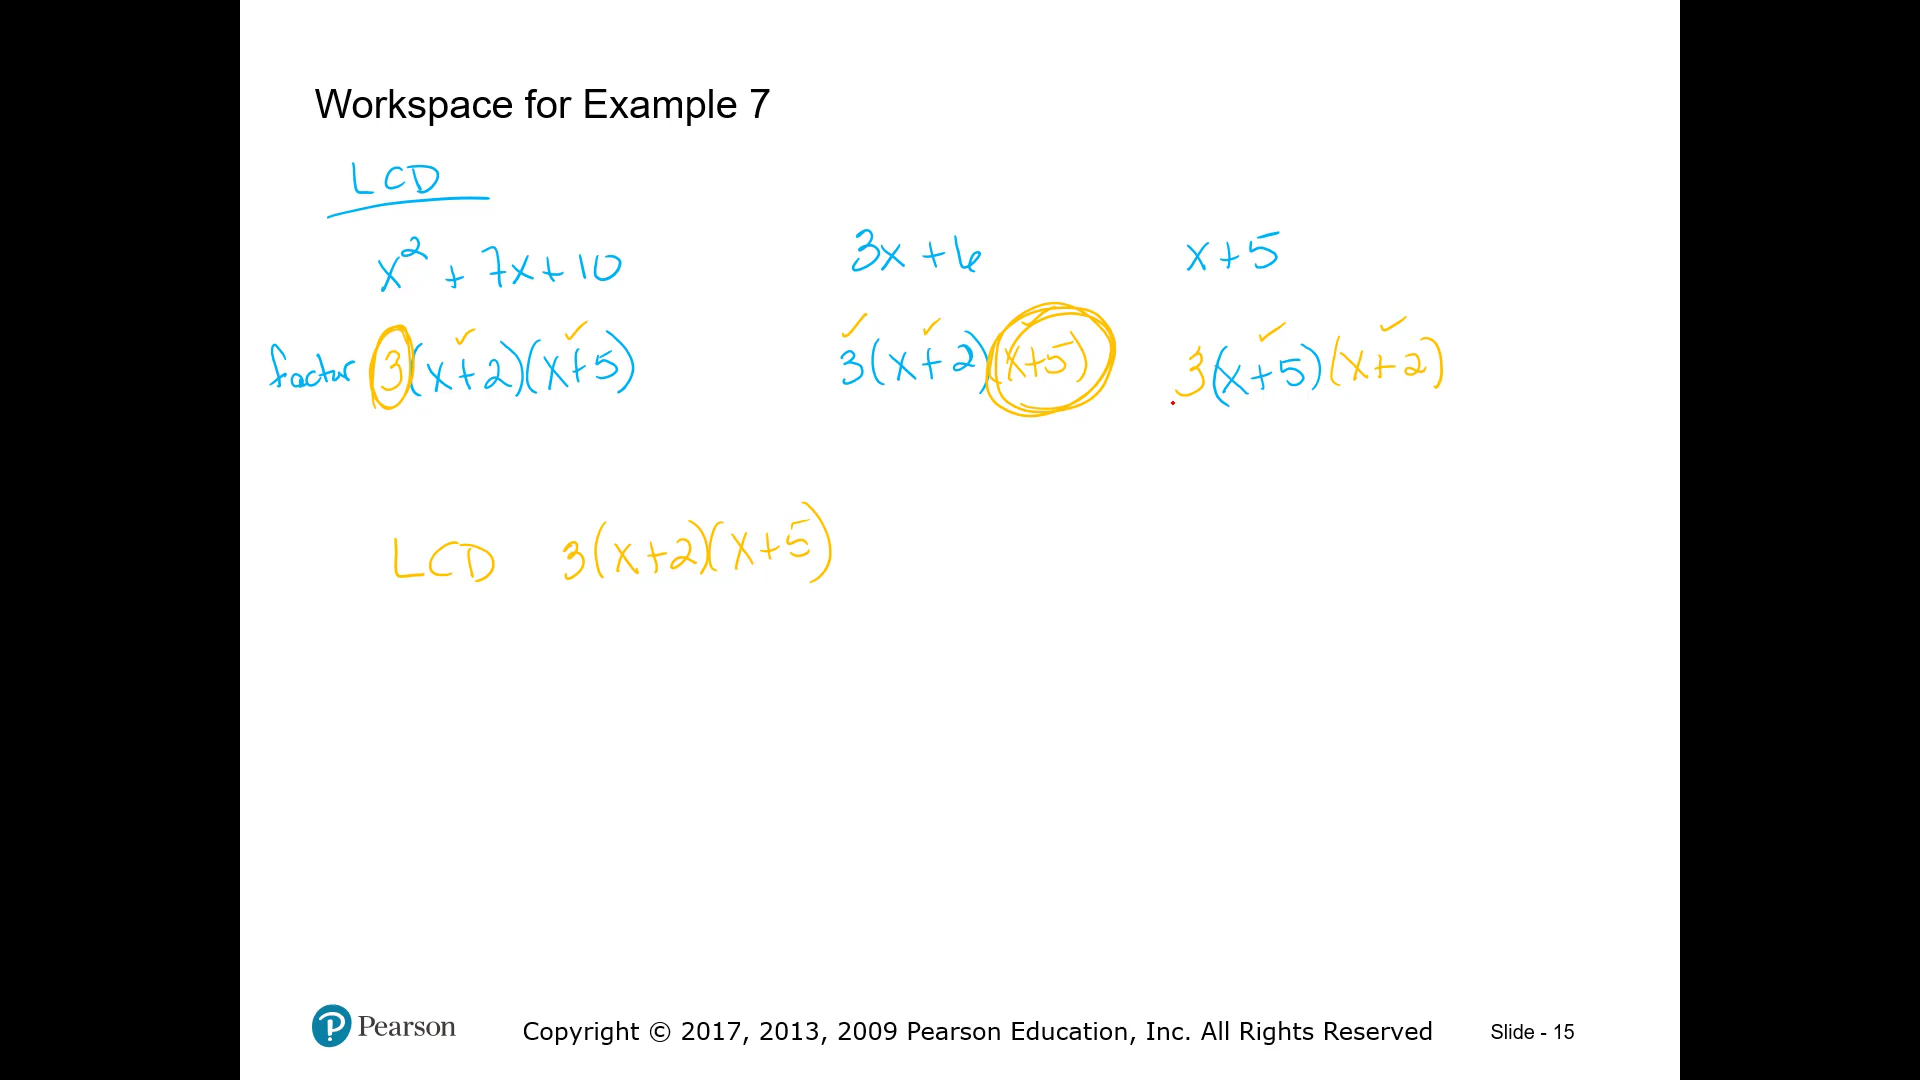 Workspace for Example 7
LCD
x² + 7x + 10 3x + 6 x + 5
factor 3(x+2)(x+5) 3(x+2)(x+5) 3(x+5)(x+2)
LCD 3(x+2)(x+5)
Pearson Copyright © 2017, 2013, 2009 Pearson Education, Inc. All Rights Reserved Slide - 15